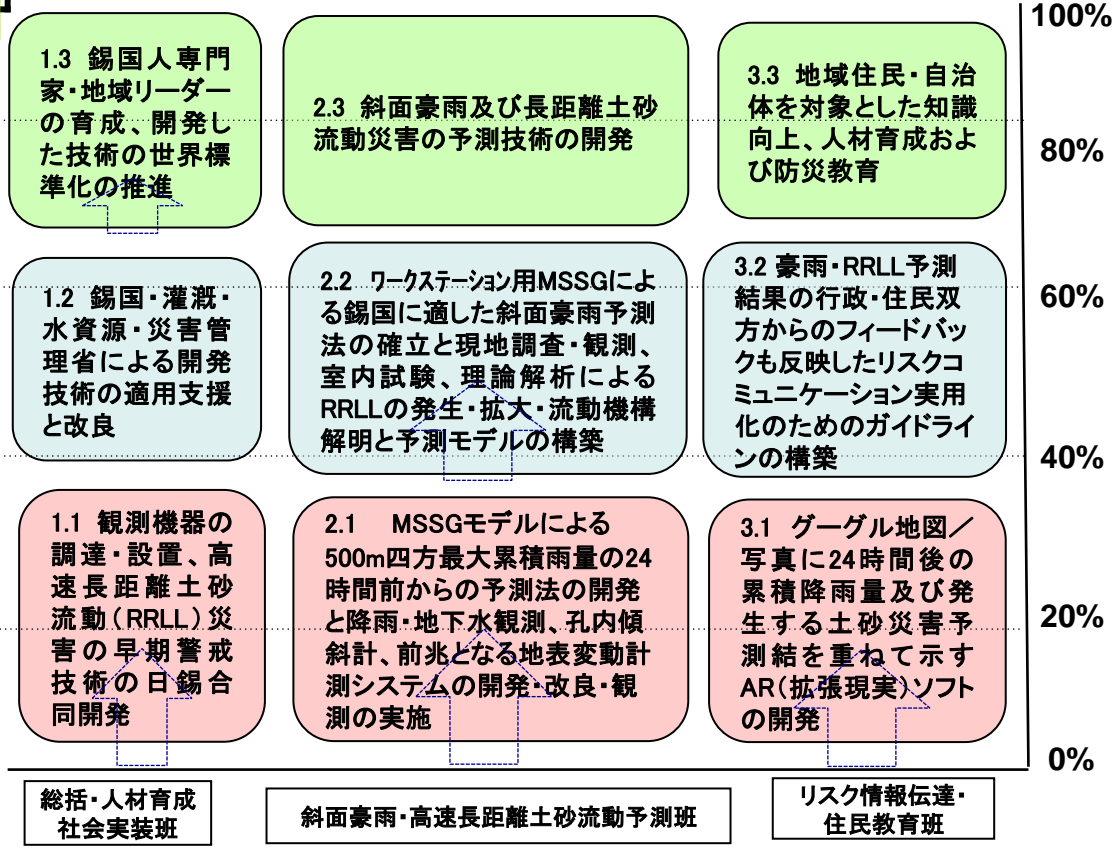 」
100%
1.3 錫国人専門
家・地域リーダー
の育成、開発し
た技術の世界標
準化の推進
2.3 斜面豪雨及び長距離土砂
流動災害の予測技術の開発
3.3 地域住民・自治
体を対象とした知識
向上、人材育成およ
び防災教育
80%
1.2 錫国・灌漑・
水資源・災害管
理省による開発
技術の適用支援
と改良
2.2 ワークステーション用MSSGによ
る錫国に適した斜面豪雨予測
法の確立と現地調査・観測、
室内試験、理論解析による
RRLLの発生・拡大・流動機構
解明と予測モデルの構築
3.2 豪雨・RRLL予測
結果の行政・住民双
方からのフィードバッ
クも反映したリスクコ
ミュニケーション実用
化のためのガイドライ
ンの構築
60%
40%
1.1 観測機器の
調達・設置、高
速長距離土砂
流動(RRLL)災
害の早期警戒
技術の日錫合
同開発
2.1 MSSGモデルによる
500m四方最大累積雨量の24
時間前からの予測法の開発
と降雨・地下水観測、孔内傾
斜計、前兆となる地表変動計
測システムの開発・改良・観
測の実施
3.1 グーグル地図/
写真に24時間後の
累積降雨量及び発
生する土砂災害予
測結を重ねて示す
AR(拡張現実)ソフト
の開発
20%
0%
総括・人材育成
社会実装班
斜面豪雨・高速長距離土砂流動予測班
リスク情報伝達・
住民教育班